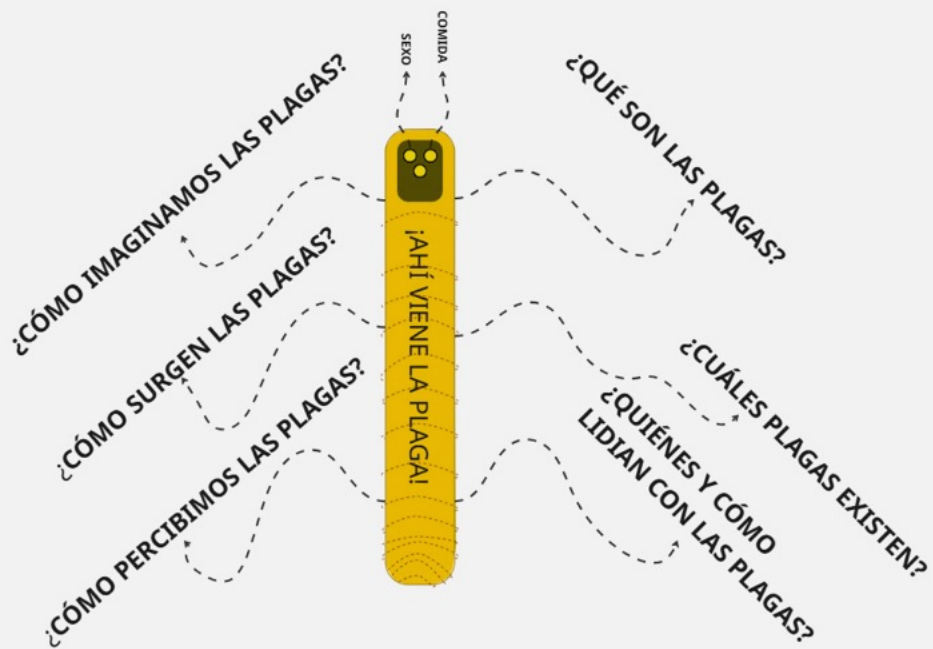 SEXO
COMIDA
¿CÓMO IMAGINAMOS LAS PLAGAS?
¿QUÉ SON LAS PLAGAS?
¡AHÍ VIENE LA PLAGA!
¿CÓMO SURGEN LAS PLAGAS?
¿CUÁLES PLAGAS EXISTEN?
¿CÓMO PERCIBIMOS LAS PLAGAS?
¿QUIÉNES Y CÓMO
LIDIAN CON LAS PLAGAS?